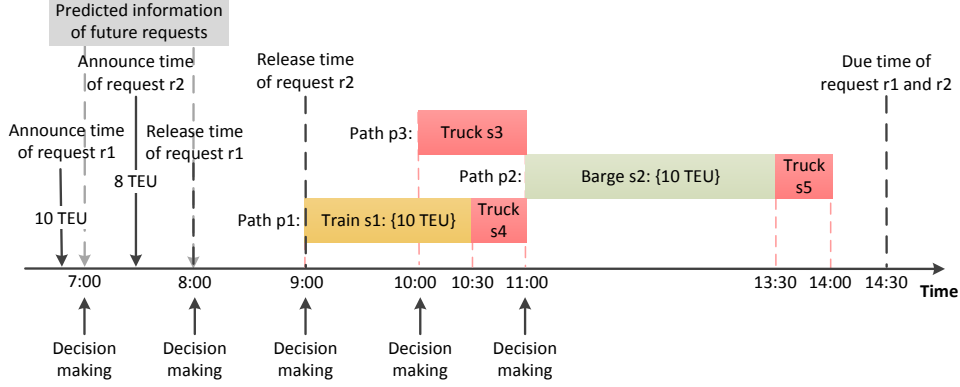 Predicted information
of future requests
Announce time
of request r2
Release time
of request r2
Due time of
request r1 and r2
Announce time
of request r1
Release time
of request r1
Path p3:
Truck s3
8 TEU
Path p2:
Barge s2: {10 TEU}
Truck
s5
10 TEU
Path p1:
Train s1: {10 TEU}
Truck
s4
7:00
8:00
9:00
10:00
10:30
11:00
13:30
14:00
14:30
Time
Decision
making
Decision
making
Decision
making
Decision
making
Decision
making